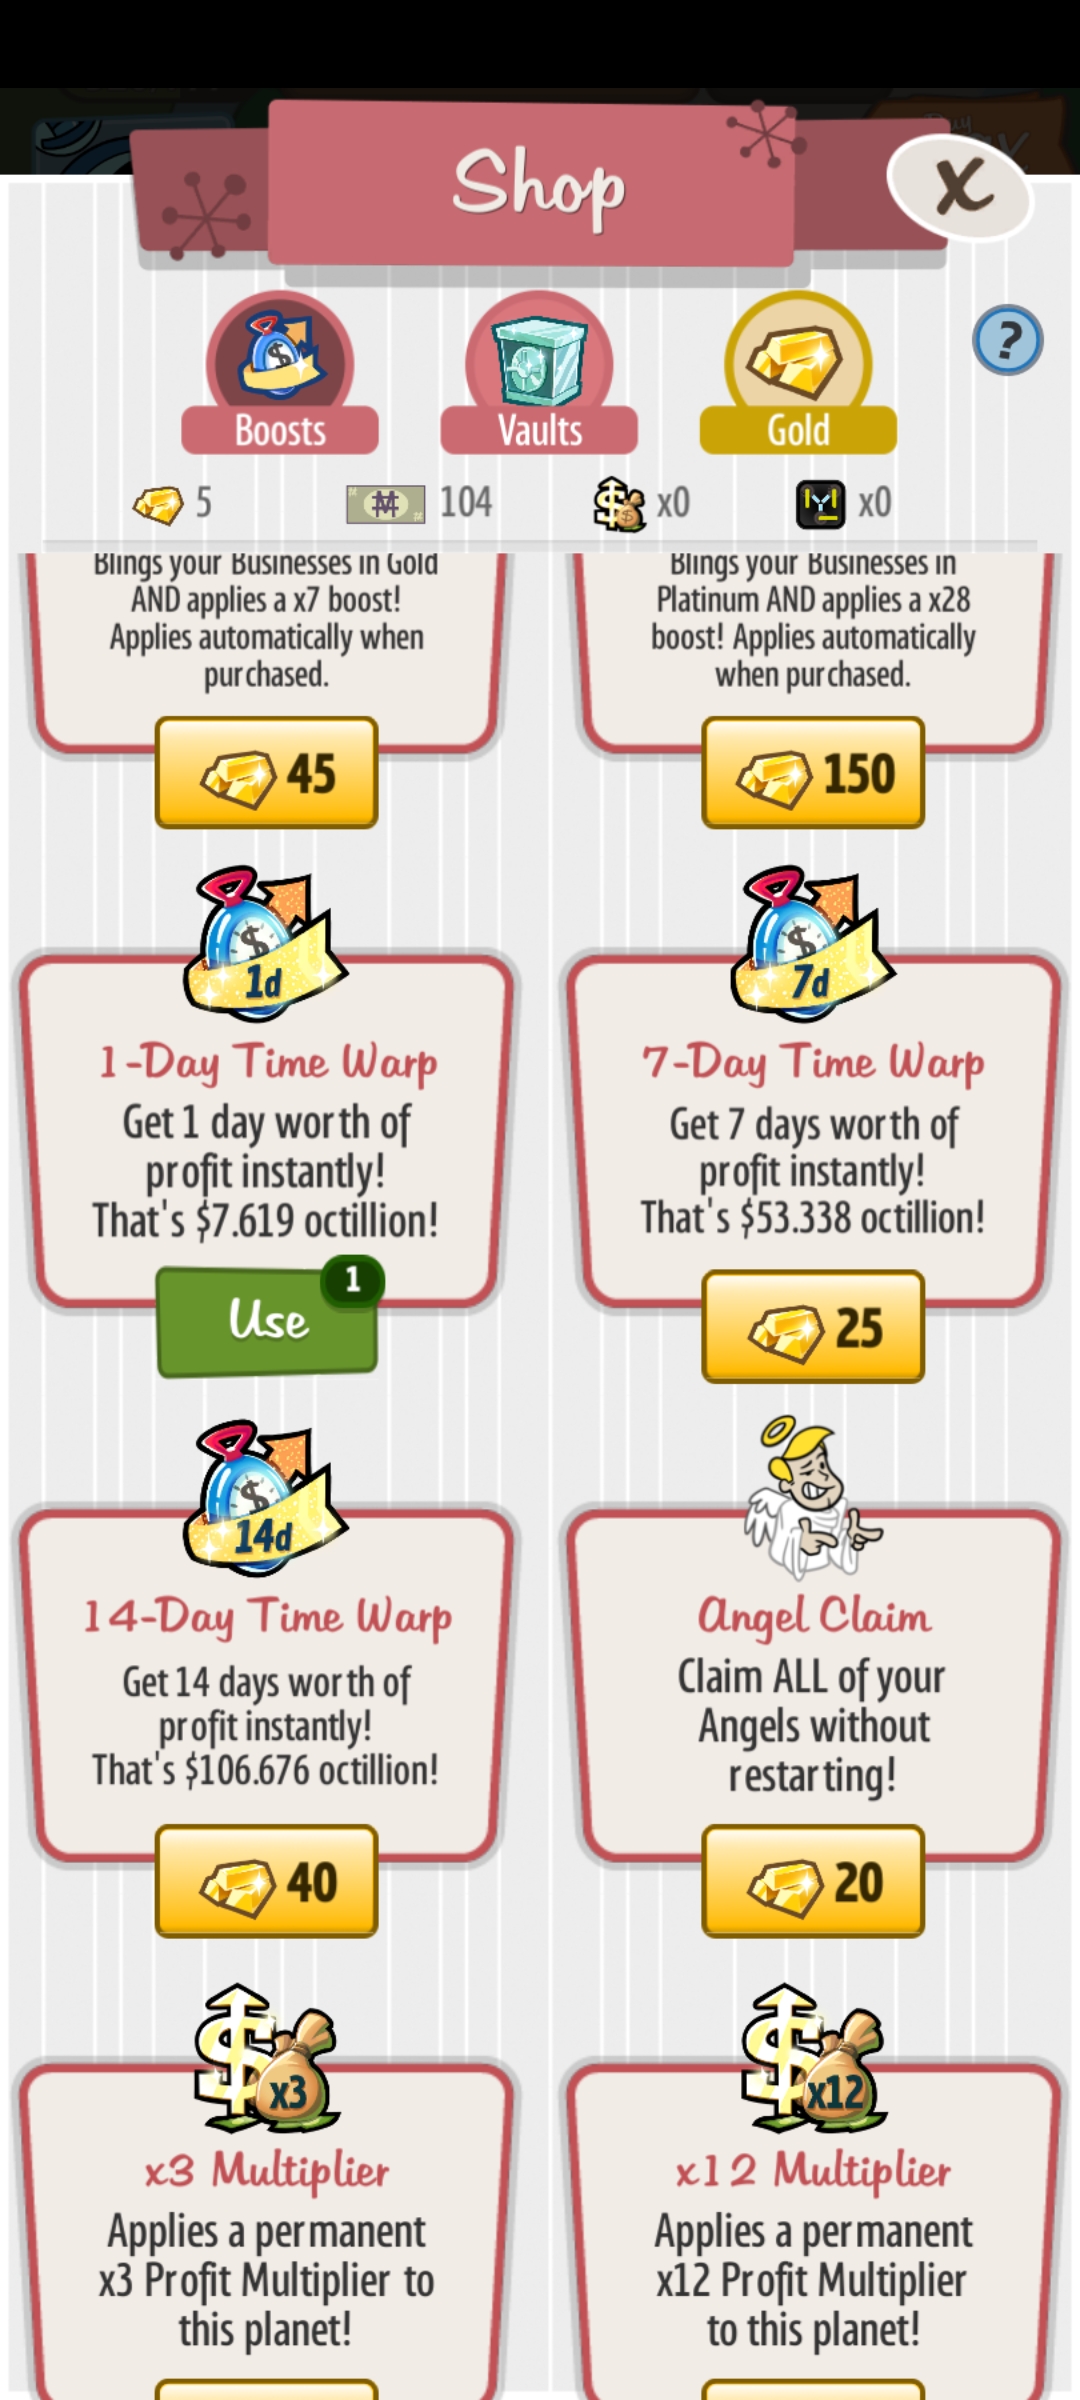 Shop
X
?
Boosts
Vaults
Gold
5
104
x0
x0
Blings your Businesses in Gold
AND applies a x7 boost!
Applies automatically when
purchased.
45
Blings your Businesses in
Platinum AND applies a x28
boost! Applies automatically
when purchased.
150
1d
1-Day Time Warp
Get 1 day worth of
profit instantly!
That's $7.619 octillion!
Use
1
7d
7-Day Time Warp
Get 7 days worth of
profit instantly!
That's $53.338 octillion!
25
14d
14-Day Time Warp
Get 14 days worth of
profit instantly!
That's $106.676 octillion!
40
Angel Claim
Claim ALL of your
Angels without
restarting!
20
x3
x3 Multiplier
Applies a permanent
x3 Profit Multiplier to
this planet!
x12
x12 Multiplier
Applies a permanent
x12 Profit Multiplier
to this planet!